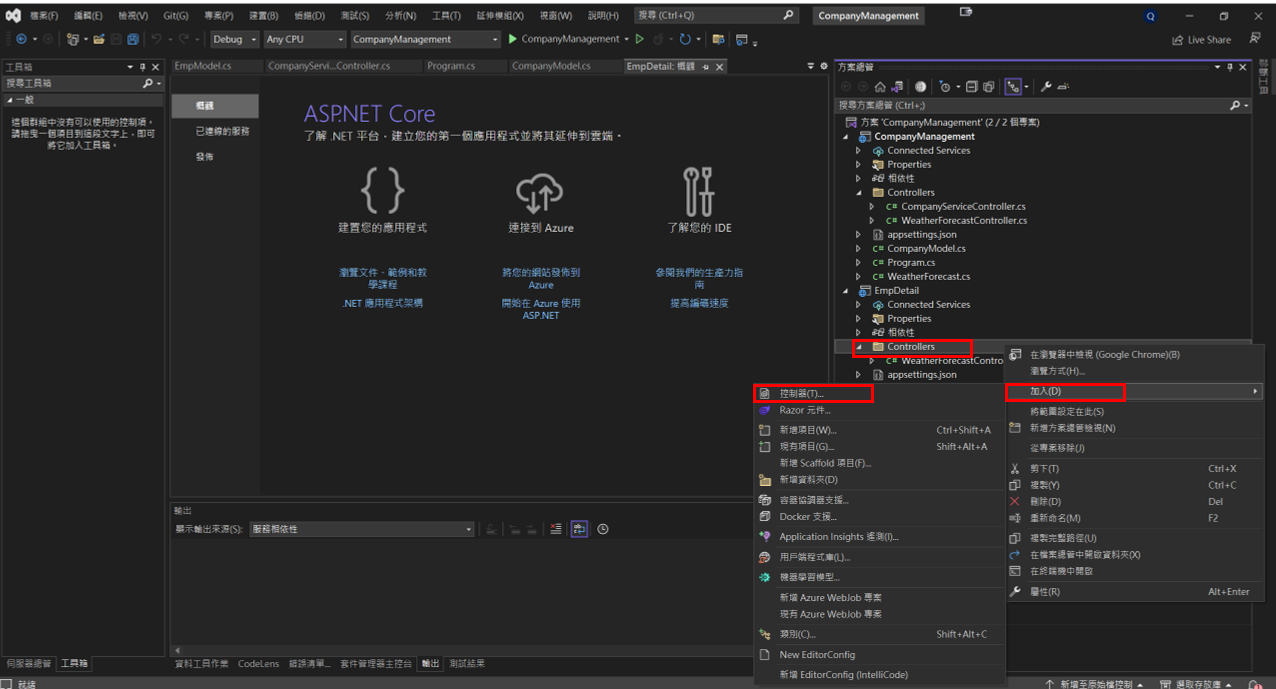 檔案(F) 編輯(E) 檢視(V) Git(G) 專案(P) 建置(B) 偵錯(D) 測試(S) 分析(N) 工具(T) 延伸模組(X) 視窗(W) 說明(H) 搜尋 (Ctrl+Q) CompanyManagement
Debug Any CPU CompanyManagement CompanyManagement Live Share
工具箱
搜尋工具箱
一般
這個群組中沒有可以使用的控制項。
請拖曳一個項目到這段文字上，即可
將它加入工具箱。
EmpModel.cs CompanyServi...Controller.cs Program.cs CompanyModel.cs EmpDetail: 概觀
概觀
已連線的服務
發佈
ASP.NET Core
了解 .NET 平台，建立您的第一個應用程式並將其延伸到雲端。
建置您的應用程式
瀏覽文件、範例和教
學課程
.NET 應用程式架構
連接到 Azure
將您的網站發佈到
Azure
開始在 Azure 使用
ASP.NET
了解您的 IDE
參閱我們的生產力指
南
提高編碼速度
輸出
顯示輸出來源(S): 服務相依性
方案總管
搜尋方案總管 (Ctrl+;)
方案 'CompanyManagement' (2 / 2 個專案)
CompanyManagement
Connected Services
Properties
相依性
Controllers
C# CompanyServiceController.cs
C# WeatherForecastController.cs
appsettings.json
C# CompanyModel.cs
C# Program.cs
C# WeatherForecast.cs
EmpDetail
Connected Services
Properties
相依性
Controllers
C# WeatherForecastContro
appsettings.json
在瀏覽器中檢視 (Google Chrome)(B)
瀏覽方式(H)...
加入(D)
將範圍設定在此(S)
新增方案總管檢視(N)
從專案移除(J)
剪下(T) Ctrl+X
複製(Y) Ctrl+C
刪除(D) Del
重新命名(M) F2
複製完整路徑(U)
在檔案總管中開啟資料夾(X)
在終端機中開啟
屬性(R) Alt+Enter
控制器(T)...
Razor 元件...
新增項目(W)... Ctrl+Shift+A
現有項目(G)... Shift+Alt+A
新增 Scaffold 項目(F)...
新增資料夾(D)
容器協調器支援...
Docker 支援...
Application Insights 遙測(I)...
用戶端程式庫(L)...
機器學習模型...
新增 Azure WebJob 專案
現有 Azure WebJob 專案
類別(C)... Shift+Alt+C
New EditorConfig
新增 EditorConfig (IntelliCode)
伺服器總管 工具箱
資料工具作業 CodeLens 錯誤清單... 套件管理器主控台 輸出 測試結果
就緒 新增至原始檔控制 選取存放庫